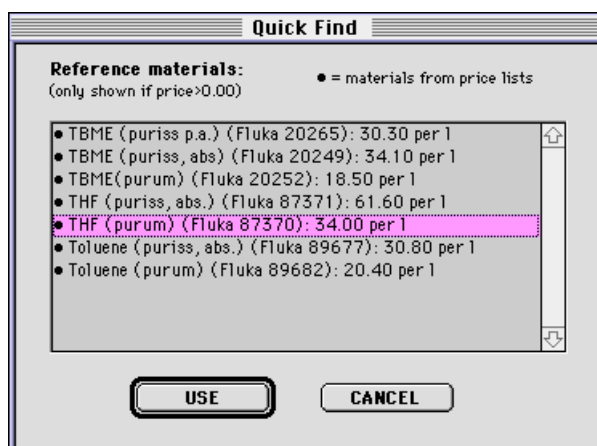 Quick Find
Reference materials:
(only shown if price>0.00)
● = materials from price lists
● TBME (puriss p.a.) (Fluka 20265): 30.30 per l
● TBME (puriss, abs) (Fluka 20249): 34.10 per l
● TBME(purum) (Fluka 20252): 18.50 per l
● THF (puriss, abs.) (Fluka 87371): 61.60 per l
● THF (purum) (Fluka 87370): 34.00 per l
● Toluene (puriss, abs.) (Fluka 89677): 30.80 per l
● Toluene (purum) (Fluka 89682): 20.40 per l
USE
CANCEL